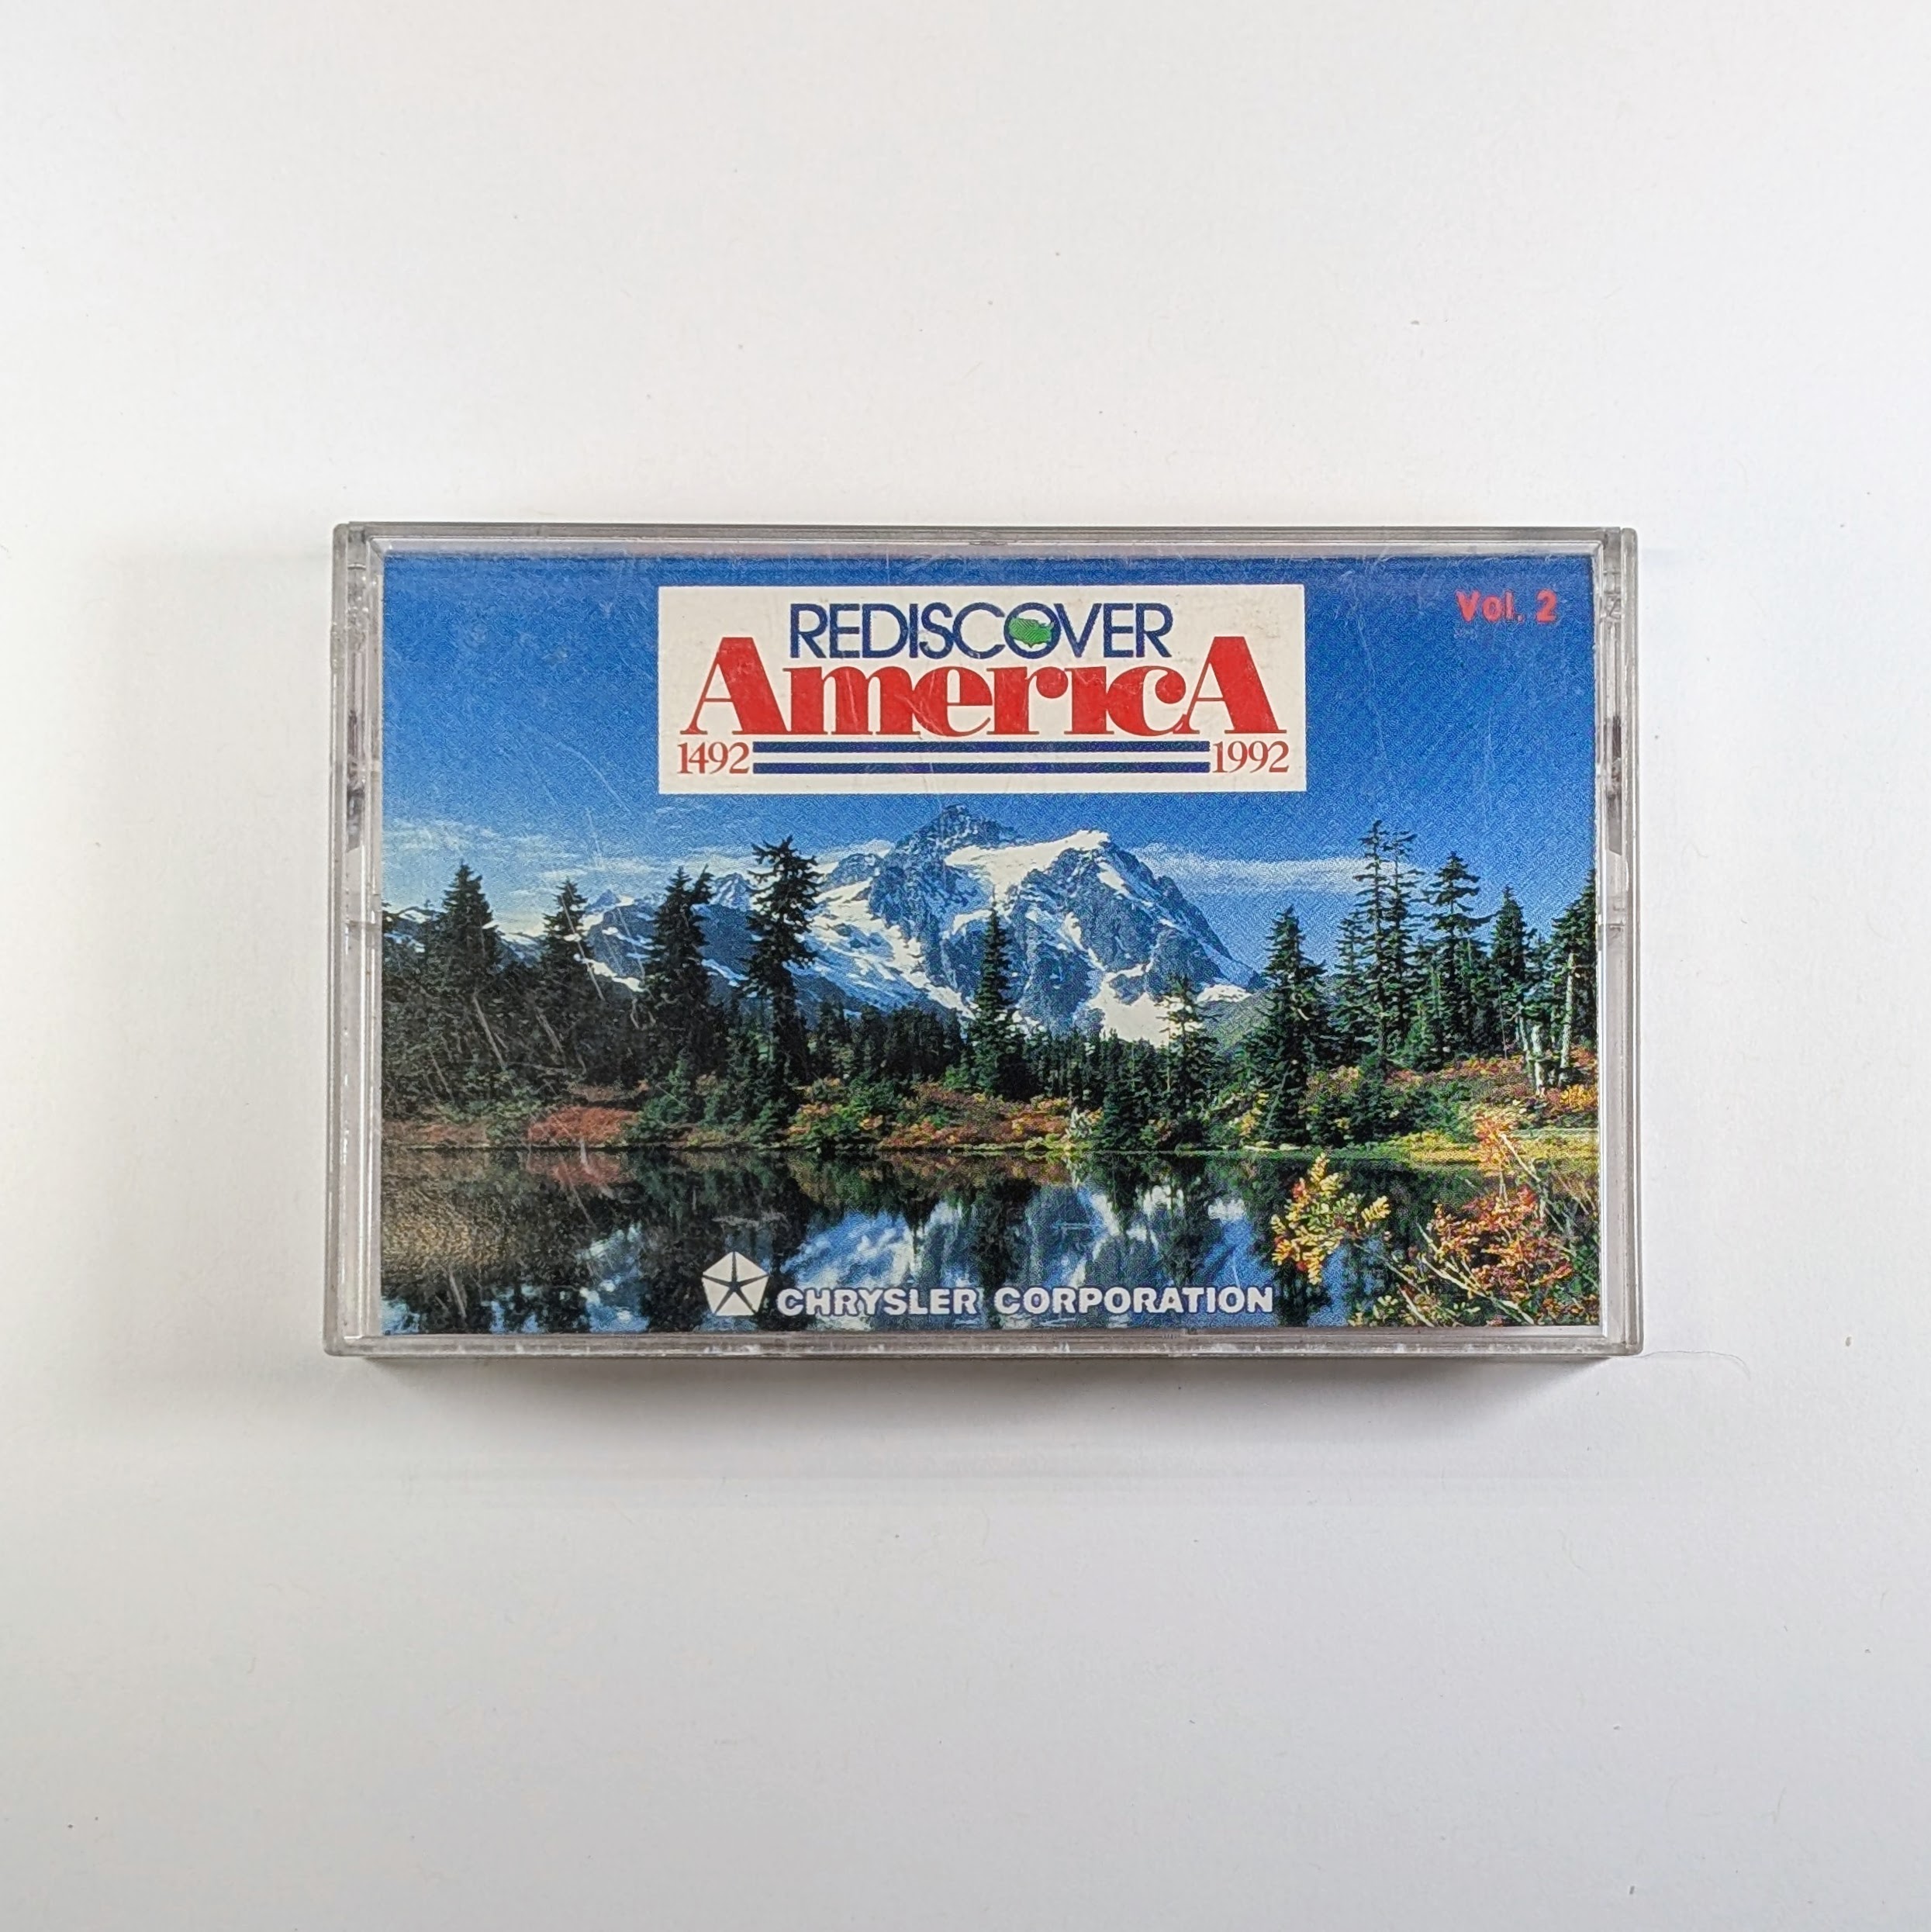 REDISCOVER
AmericA
1492 1992
Vol. 2
CHRYSLER CORPORATION